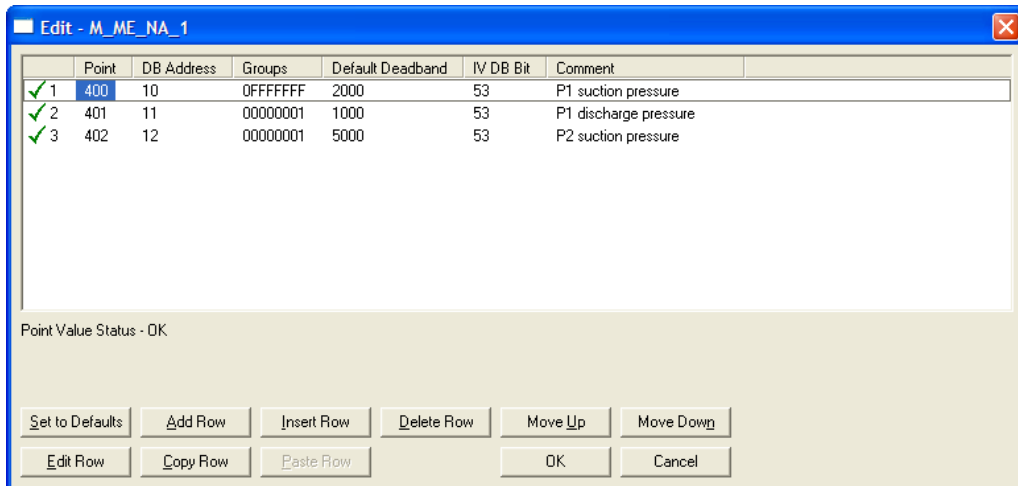 Edit - M_ME_NA_1
Point DB Address Groups Default Deadband IV DB Bit Comment
1 400 10 0FFFFFFF 2000 53 P1 suction pressure
2 401 11 00000001 1000 53 P1 discharge pressure
3 402 12 00000001 5000 53 P2 suction pressure
Point Value Status - OK
Set to Defaults Add Row Insert Row Delete Row Move Up Move Down
Edit Row Copy Row Paste Row OK Cancel